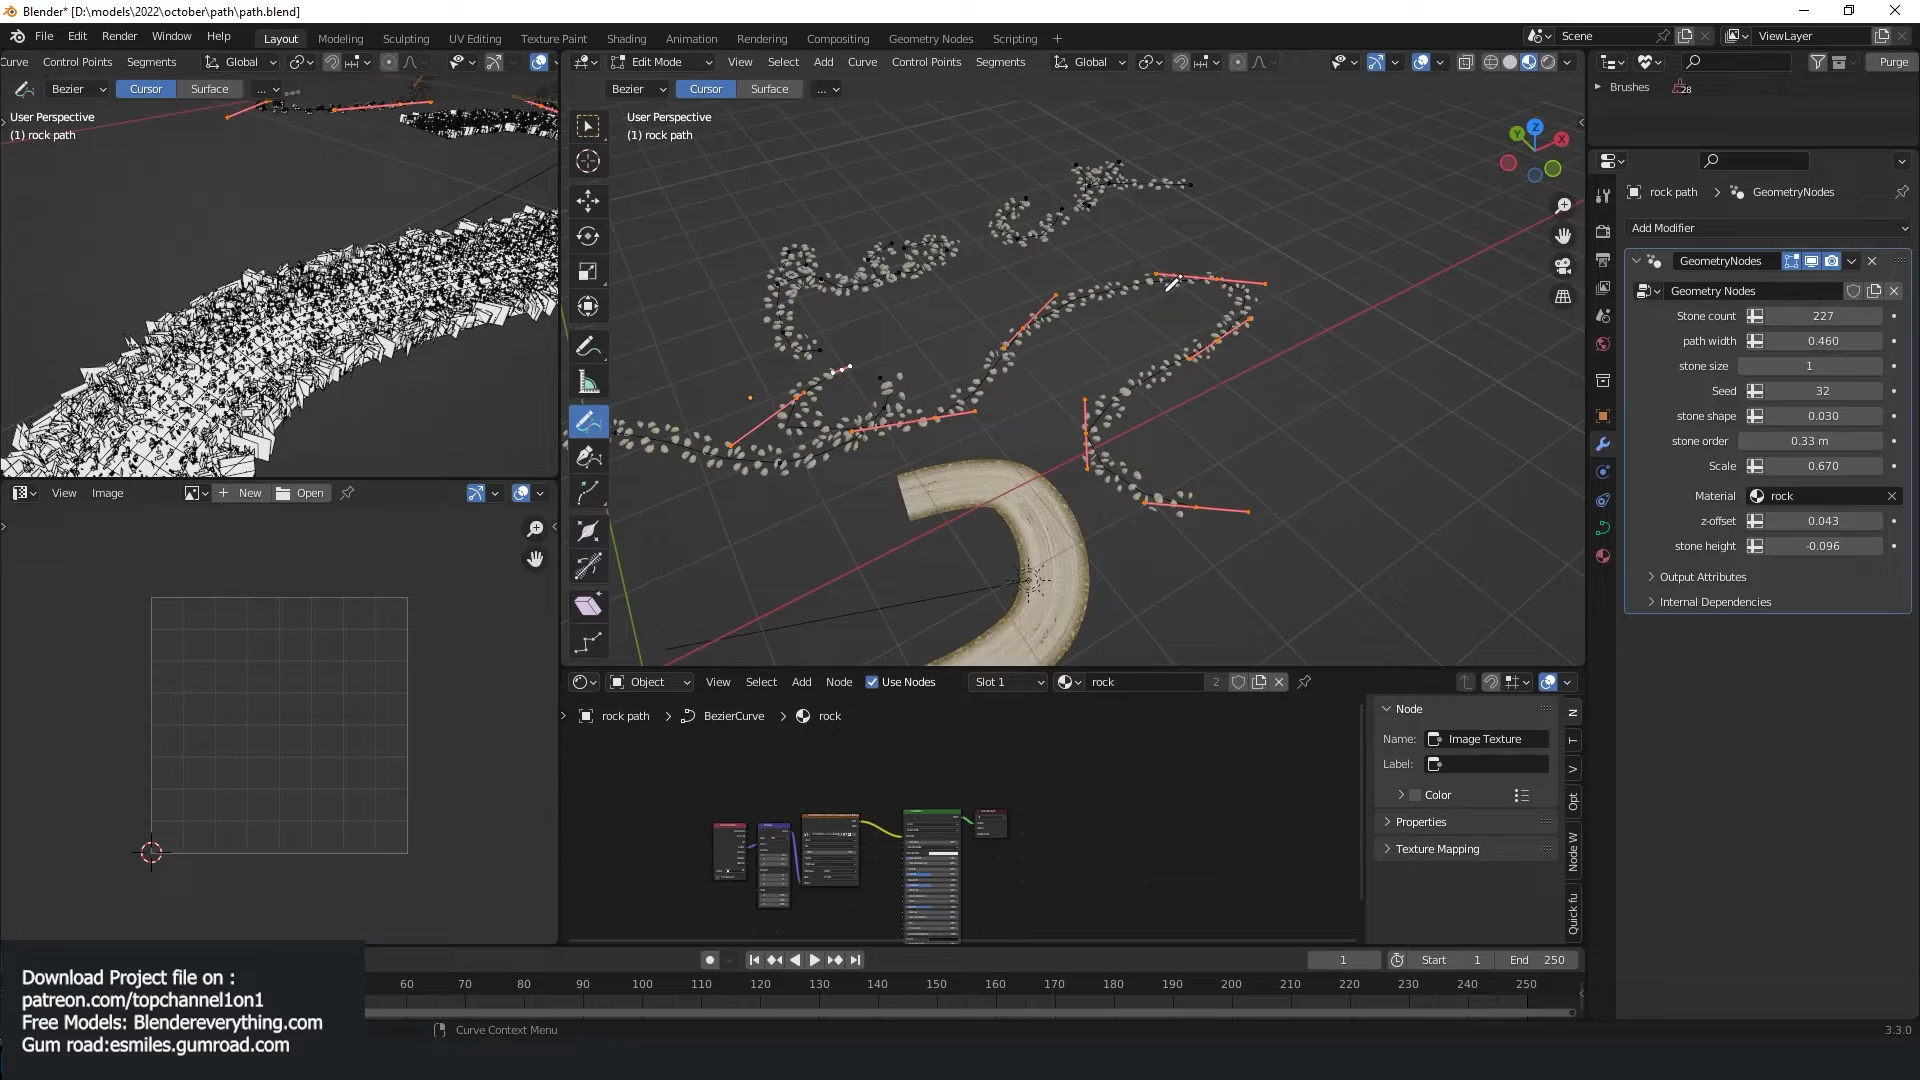 Blender* [D:\models\2022\october\path\path.blend]
File Edit Render Window Help Layout Modeling Sculpting UV Editing Texture Paint Shading Animation Rendering Compositing Geometry Nodes Scripting + Scene ViewLayer
Curve Control Points Segments Global
Edit Mode View Select Add Curve Control Points Segments Global
Purge
Bezier Cursor Surface ...
Bezier Cursor Surface ...
Brushes 28
User Perspective
(1) rock path
User Perspective
(1) rock path
Z
Y
X
rock path > GeometryNodes
Add Modifier
GeometryNodes
Geometry Nodes
Stone count 227
path width 0.460
stone size 1
Seed 32
stone shape 0.030
stone order 0.33 m
Scale 0.670
Material rock
z-offset 0.043
stone height -0.096
Output Attributes
Internal Dependencies
View Image New Open
Object View Select Add Node Use Nodes Slot 1 rock 2
rock path > BezierCurve > rock
Node
Name: Image Texture
Label:
Color
Properties
Texture Mapping
N
T
V
Opt
Node W
Quick fu
1 Start 1 End 250
60 70 80 90 100 110 120 130 140 150 160 170 180 190 200 210 220 230 240 250
Curve Context Menu
3.3.0
Download Project file on :
patreon.com/topchannel1on1
Free Models: Blendereverything.com
Gum road:esmiles.gumroad.com